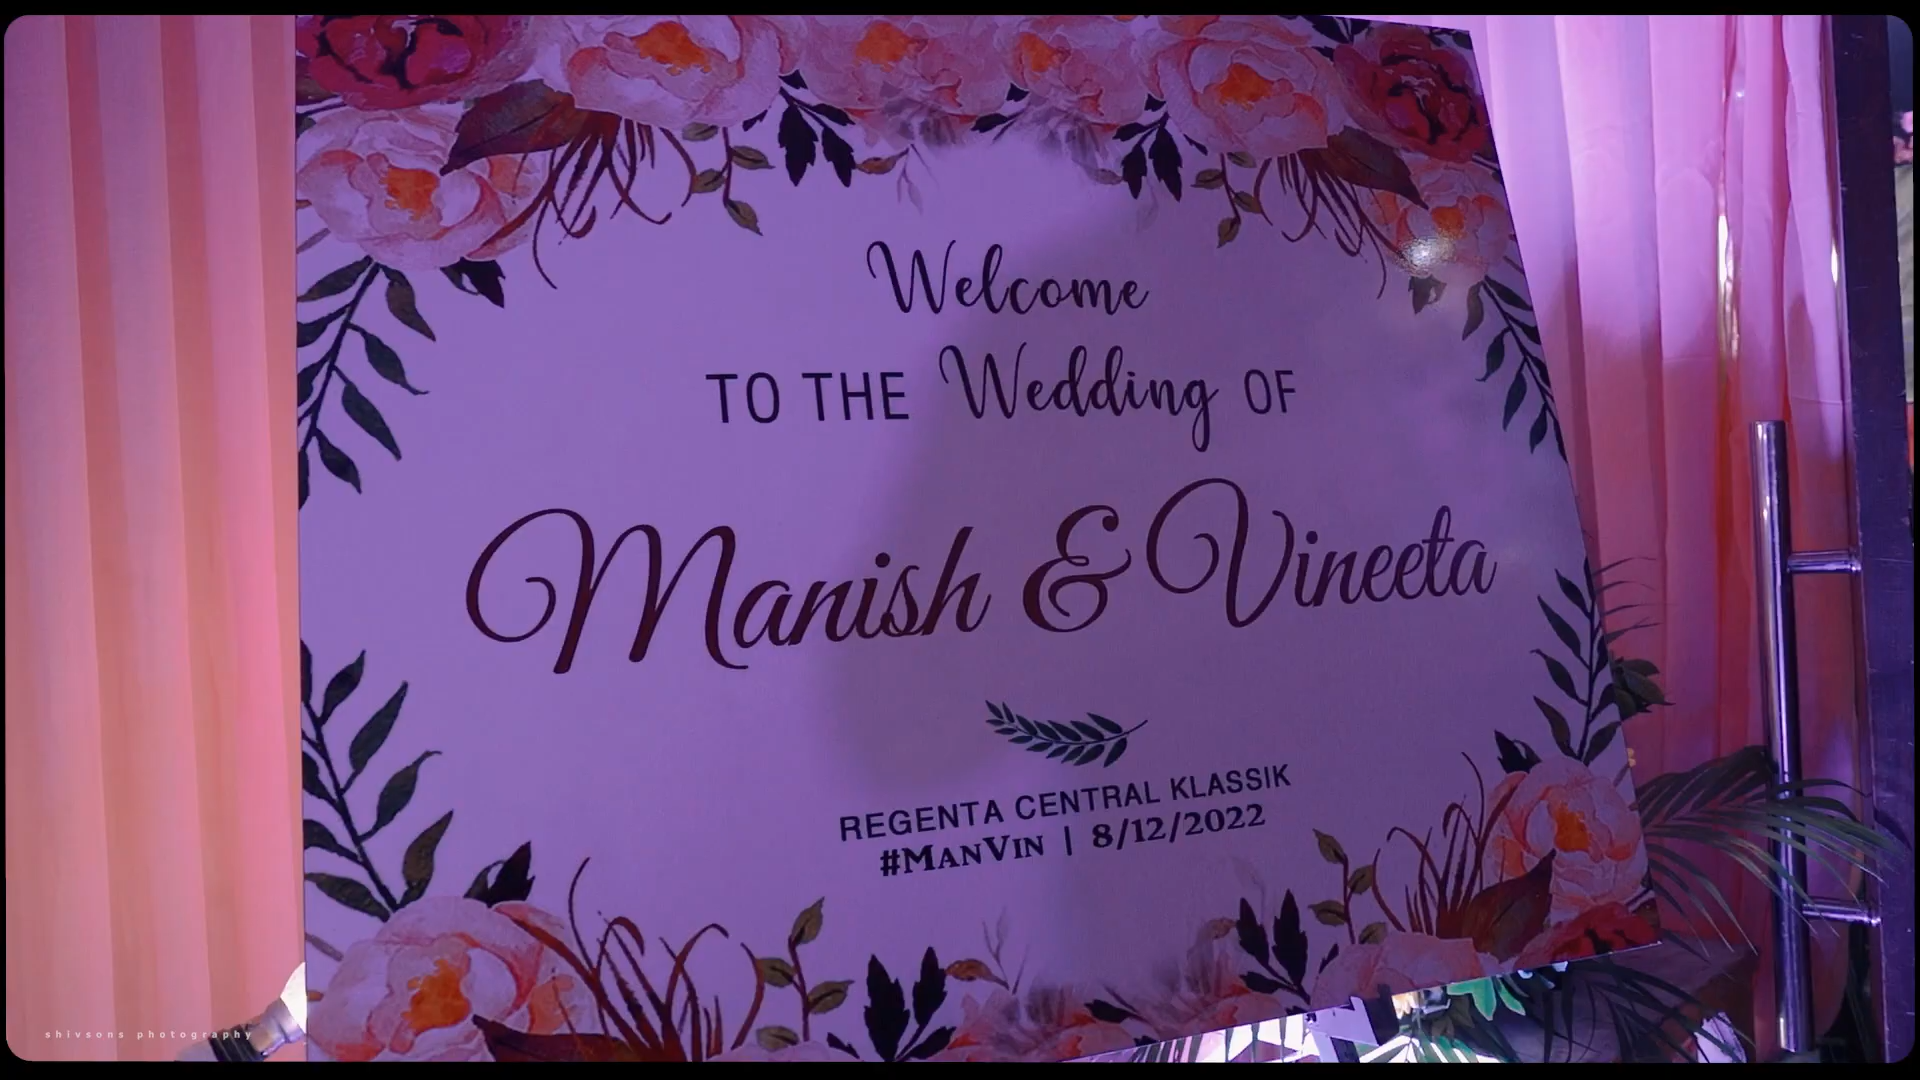 Welcome
TO THE Wedding OF
Manish & Vineeta
REGENTA CENTRAL KLASSIK
#MANVIN | 8/12/2022
shivsons photography